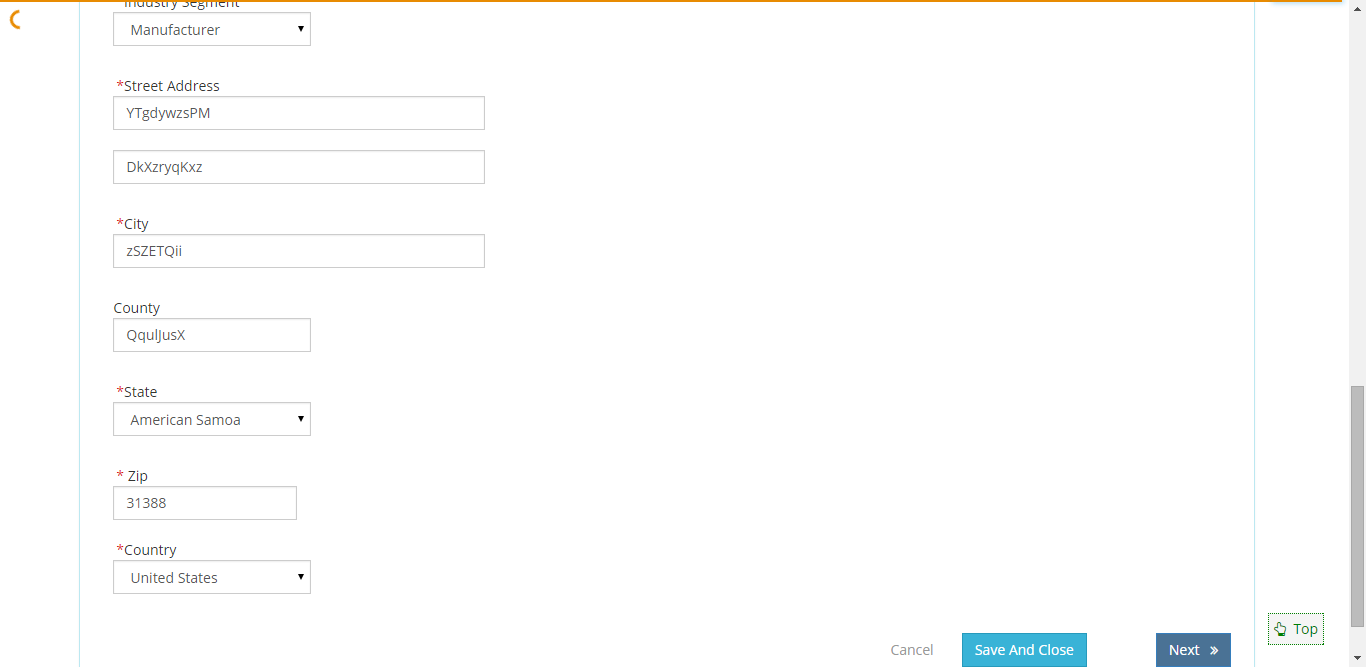 Industry Segment
Manufacturer
*Street Address
YTgdywzsPM
DkXzryqKxz
*City
zSZETQii
County
QqulJusX
*State
American Samoa
* Zip
31388
*Country
United States
Top
Cancel
Save And Close
Next »